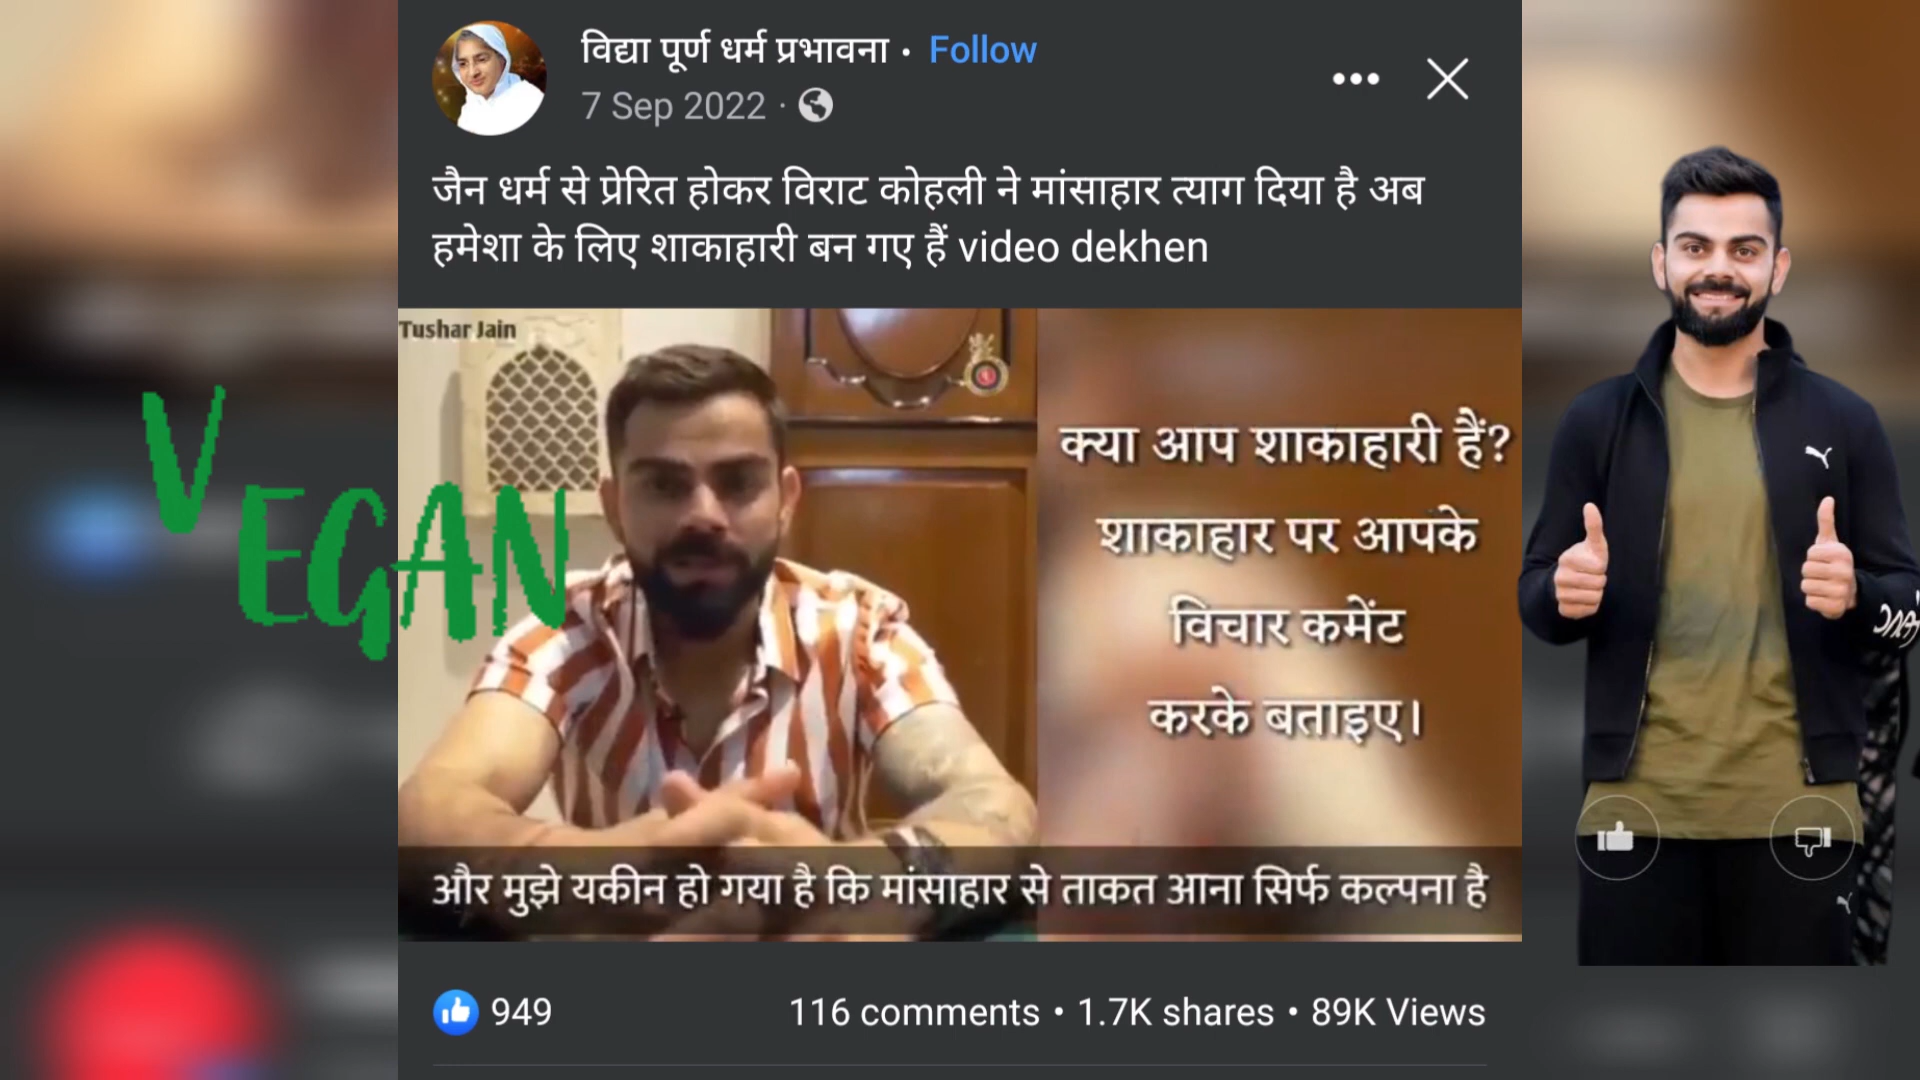 विद्या पूर्ण धर्म प्रभावना • Follow
7 Sep 2022 ·
जैन धर्म से प्रेरित होकर विराट कोहली ने मांसाहार त्याग दिया है अब
हमेशा के लिए शाकाहारी बन गए हैं video dekhen
Tushar Jain
VEGAN
क्या आप शाकाहारी हैं?
शाकाहार पर आपके
विचार कमेंट
करके बताइए।
और मुझे यकीन हो गया है कि मांसाहार से ताकत आना सिर्फ कल्पना है
949
116 comments • 1.7K shares • 89K Views